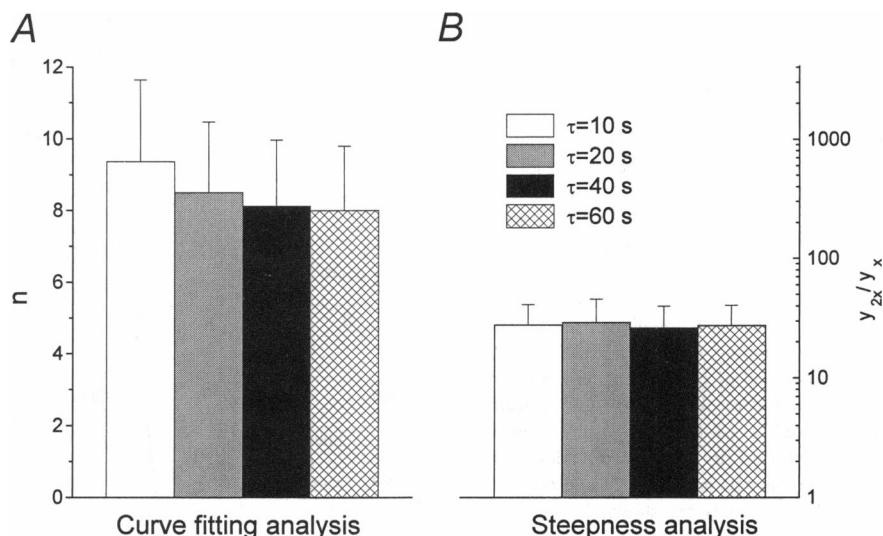 A
B
12
10
8
6
4
2
0
n
Curve fitting analysis
τ=10 s
τ=20 s
τ=40 s
τ=60 s
1000
100
10
1
y2x/yx
Steepness analysis